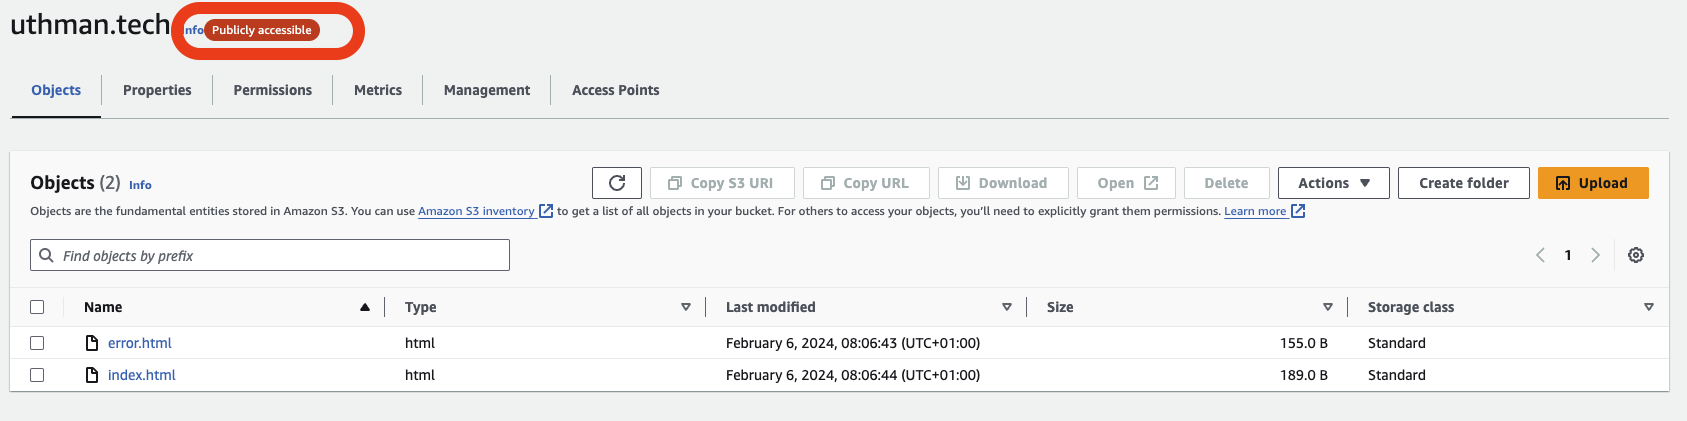 uthman.tech Info Publicly accessible
Objects Properties Permissions Metrics Management Access Points
Objects (2) Info Copy S3 URI Copy URL Download Open Delete Actions Create folder Upload
Objects are the fundamental entities stored in Amazon S3. You can use Amazon S3 inventory to get a list of all objects in your bucket. For others to access your objects, you'll need to explicitly grant them permissions. Learn more
Find objects by prefix 1
Name Type Last modified Size Storage class
error.html html February 6, 2024, 08:06:43 (UTC+01:00) 155.0 B Standard
index.html html February 6, 2024, 08:06:44 (UTC+01:00) 189.0 B Standard